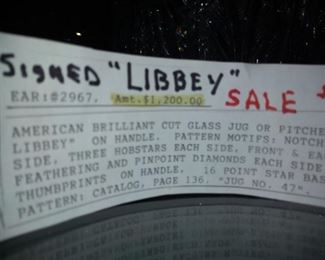 SIGNED "LIBBEY"
EAR:#2967. Amt.$1,200.00 SALE
AMERICAN BRILLIANT CUT GLASS JUG OR PITCHE
LIBBEY" ON HANDLE. PATTERN MOTIFS: NOTCH
SIDE, THREE HOBSTARS EACH SIDE, FRONT & EA
FEATHERING AND PINPOINT DIAMONDS EACH SIDE
THUMBPRINTS ON HANDLE. 16 POINT STAR BAS
PATTERN: CATALOG, PAGE 136. "JUG NO. 47".